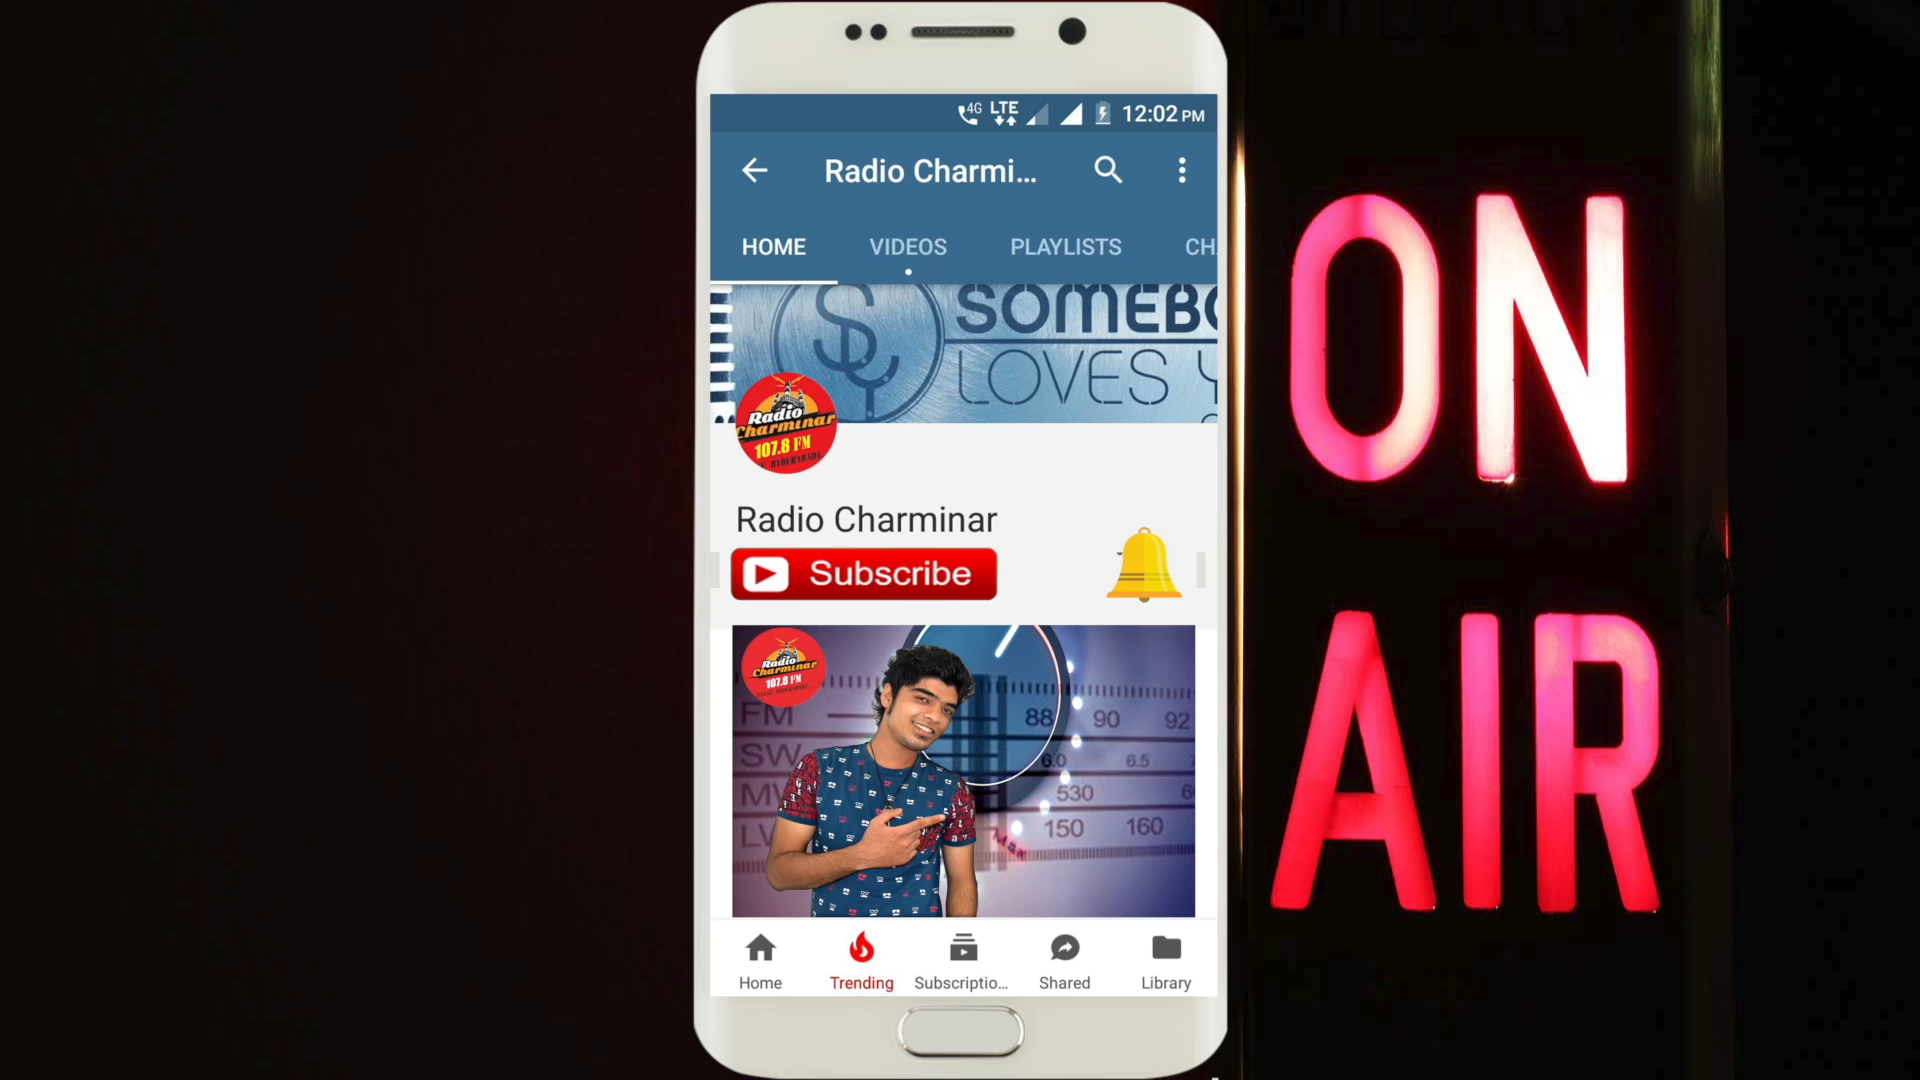 4G LTE 12:02 PM
Radio Charmi...
HOME VIDEOS PLAYLISTS CH
SOMEBO
LOVES Y
Radio
Charminar
107.8 FM
Radio Charminar
Subscribe
Radio
Charminar
107.8 FM
FM 88 90 92
SW 6.0 6.5
MW 530 6
LW 150 160
Home Trending Subscriptio... Shared Library
ON
AIR